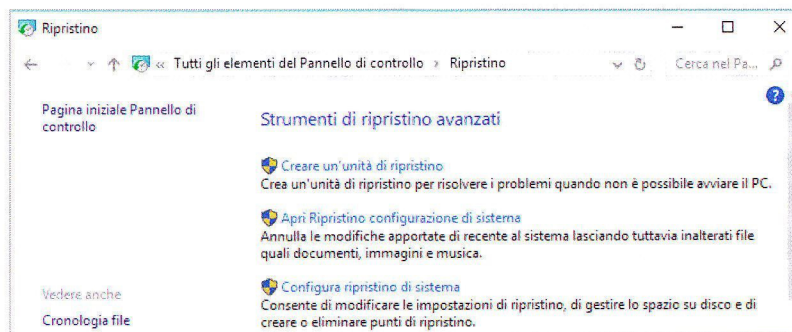 Ripristino
« Tutti gli elementi del Pannello di controllo › Ripristino
Cerca nel Pa...
Pagina iniziale Pannello di
controllo
Strumenti di ripristino avanzati
Creare un'unità di ripristino
Crea un'unità di ripristino per risolvere i problemi quando non è possibile avviare il PC.
Apri Ripristino configurazione di sistema
Annulla le modifiche apportate di recente al sistema lasciando tuttavia inalterati file
quali documenti, immagini e musica.
Configura ripristino di sistema
Consente di modificare le impostazioni di ripristino, di gestire lo spazio su disco e di
creare o eliminare punti di ripristino.
Vedere anche
Cronologia file